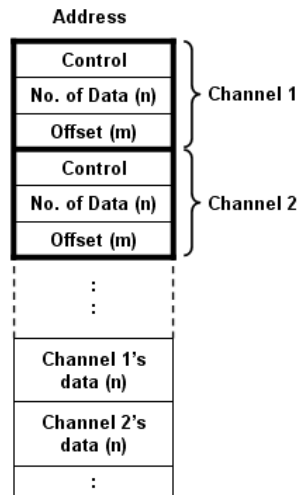 Address
Control
No. of Data (n)
Offset (m)
Channel 1
Control
No. of Data (n)
Offset (m)
Channel 2
:
:
Channel 1's
data (n)
Channel 2's
data (n)
: